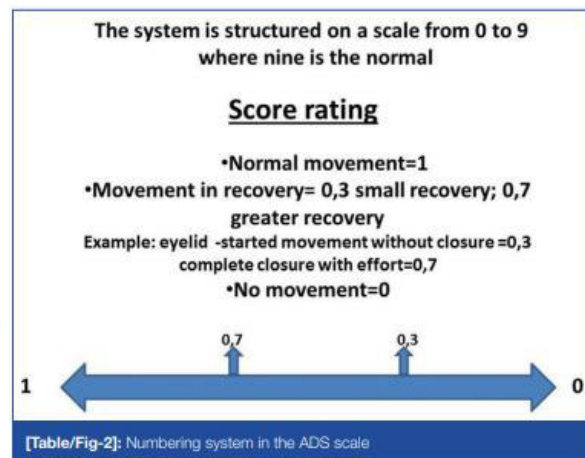 The system is structured on a scale from 0 to 9
where nine is the normal
Score rating
•Normal movement=1
•Movement in recovery= 0,3 small recovery; 0,7
greater recovery
Example: eyelid -started movement without closure =0,3
complete closure with effort=0,7
•No movement=0
0,7 0,3
1 0
[Table/Fig-2]: Numbering system in the ADS scale